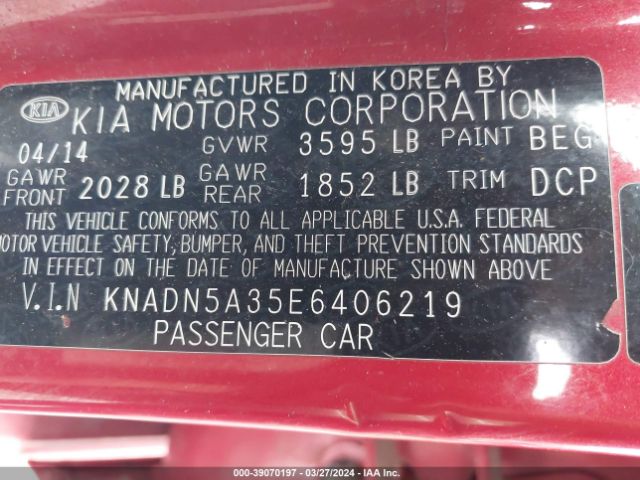 MANUFACTURED IN KOREA BY
KIA KIA MOTORS CORPORATION
04/14 GVWR 3595 LB PAINT BEG
GAWR FRONT 2028 LB GAWR REAR 1852 LB TRIM DCP
THIS VEHICLE CONFORMS TO ALL APPLICABLE U.S.A. FEDERAL
MOTOR VEHICLE SAFETY, BUMPER, AND THEFT PREVENTION STANDARDS
IN EFFECT ON THE DATE OF MANUFACTURE SHOWN ABOVE
V.I.N KNADN5A35E6406219
PASSENGER CAR
000-39070197 - 03/27/2024 - IAA Inc.